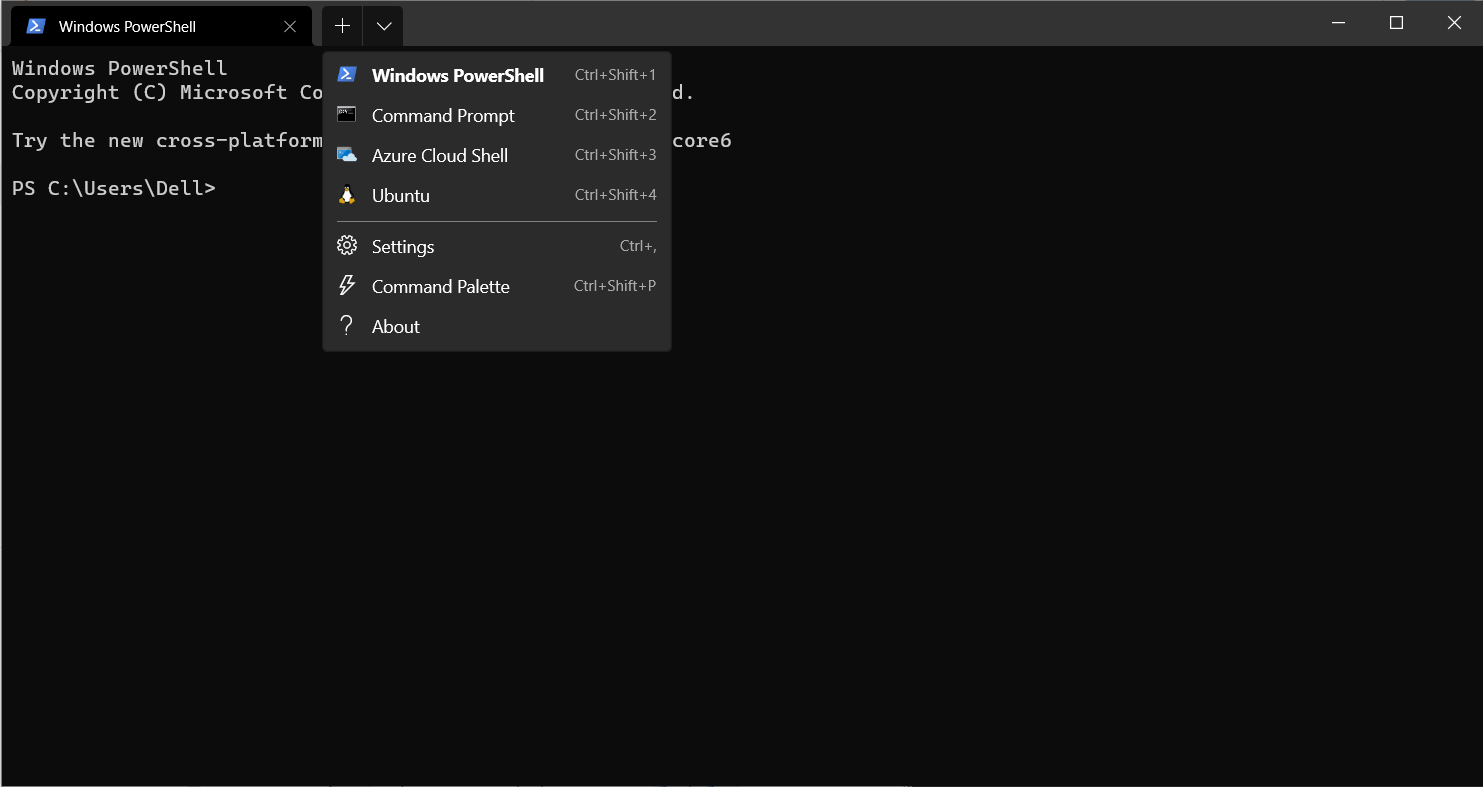 Windows PowerShell
Windows PowerShell
Copyright (C) Microsoft Co
d.
Try the new cross-platform
core6
PS C:\Users\Dell>
Windows PowerShell Ctrl+Shift+1
Command Prompt Ctrl+Shift+2
Azure Cloud Shell Ctrl+Shift+3
Ubuntu Ctrl+Shift+4
Settings Ctrl+,
Command Palette Ctrl+Shift+P
About